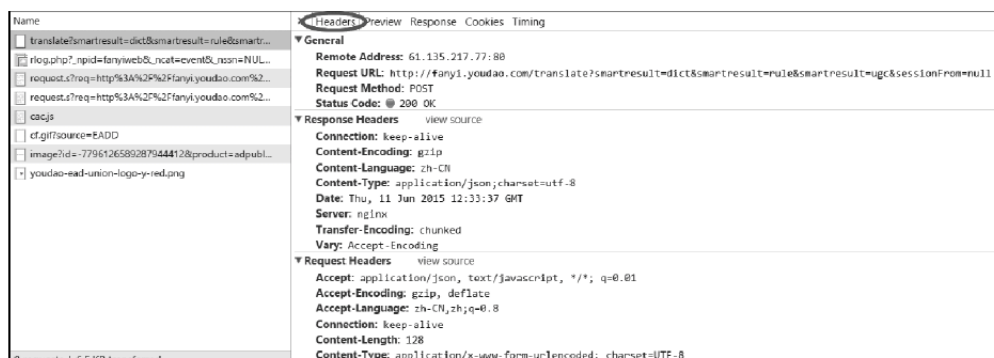 Name
translate?smartresult=dict&smartresult=rule&smartr...
rlog.php?_npid=fanyiweb&_ncat=event&_nssn=NUL...
request.s?req=http%3A%2F%2Ffanyi.youdao.com%2...
request.s?req=http%3A%2F%2Ffanyi.youdao.com%2...
cac.js
cf.gif?source=EADD
image?id=-7796126589287944412&product=adpubl...
youdao-ead-union-logo-y-red.png
Headers Preview Response Cookies Timing
▼General
Remote Address: 61.135.217.77:80
Request URL: http://fanyi.youdao.com/translate?smartresult=dict&smartresult=rule&smartresult=ugc&sessionFrom=null
Request Method: POST
Status Code: 200 OK
▼Response Headers view source
Connection: keep-alive
Content-Encoding: gzip
Content-Language: zh-CN
Content-Type: application/json;charset=utf-8
Date: Thu, 11 Jun 2015 12:33:37 GMT
Server: nginx
Transfer-Encoding: chunked
Vary: Accept-Encoding
▼Request Headers view source
Accept: application/json, text/javascript, */*; q=0.01
Accept-Encoding: gzip, deflate
Accept-Language: zh-CN,zh;q=0.8
Connection: keep-alive
Content-Length: 128
Content-Type: application/x-www-form-urlencoded; charset=UTF-8